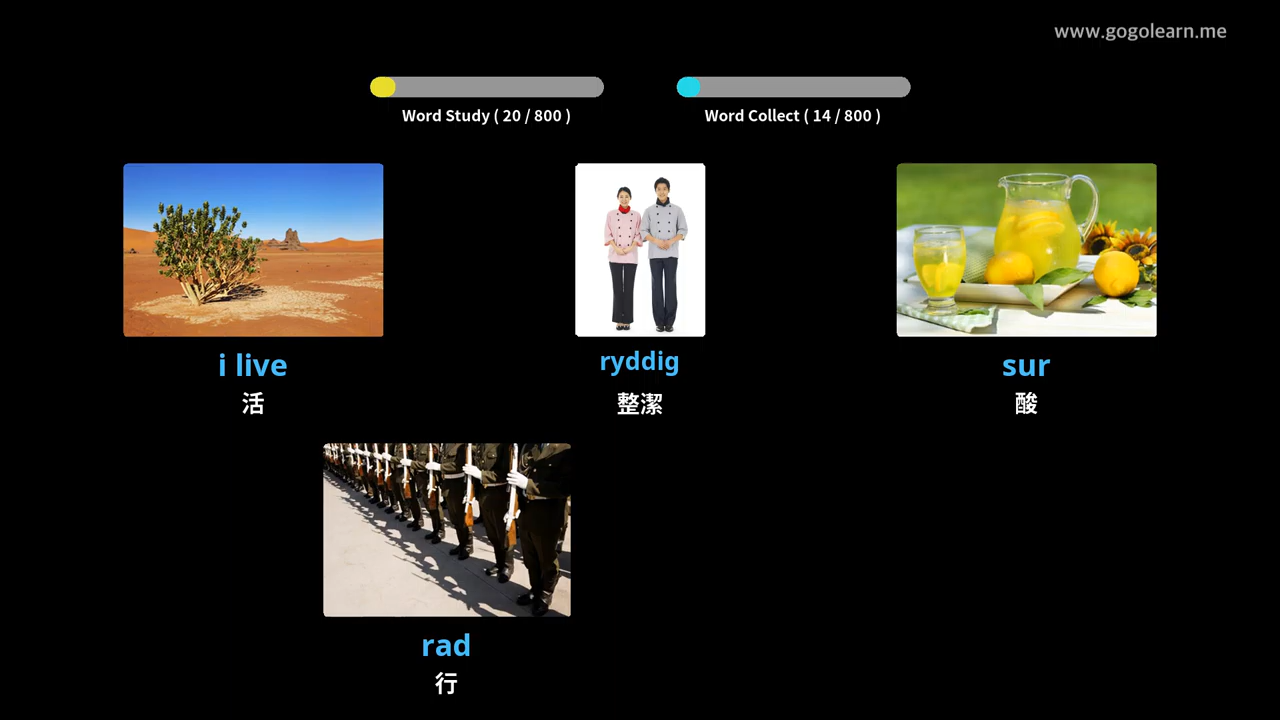 www.gogolearn.me
Word Study ( 20 / 800 )
Word Collect ( 14 / 800 )
i live
活
ryddig
整潔
sur
酸
rad
行